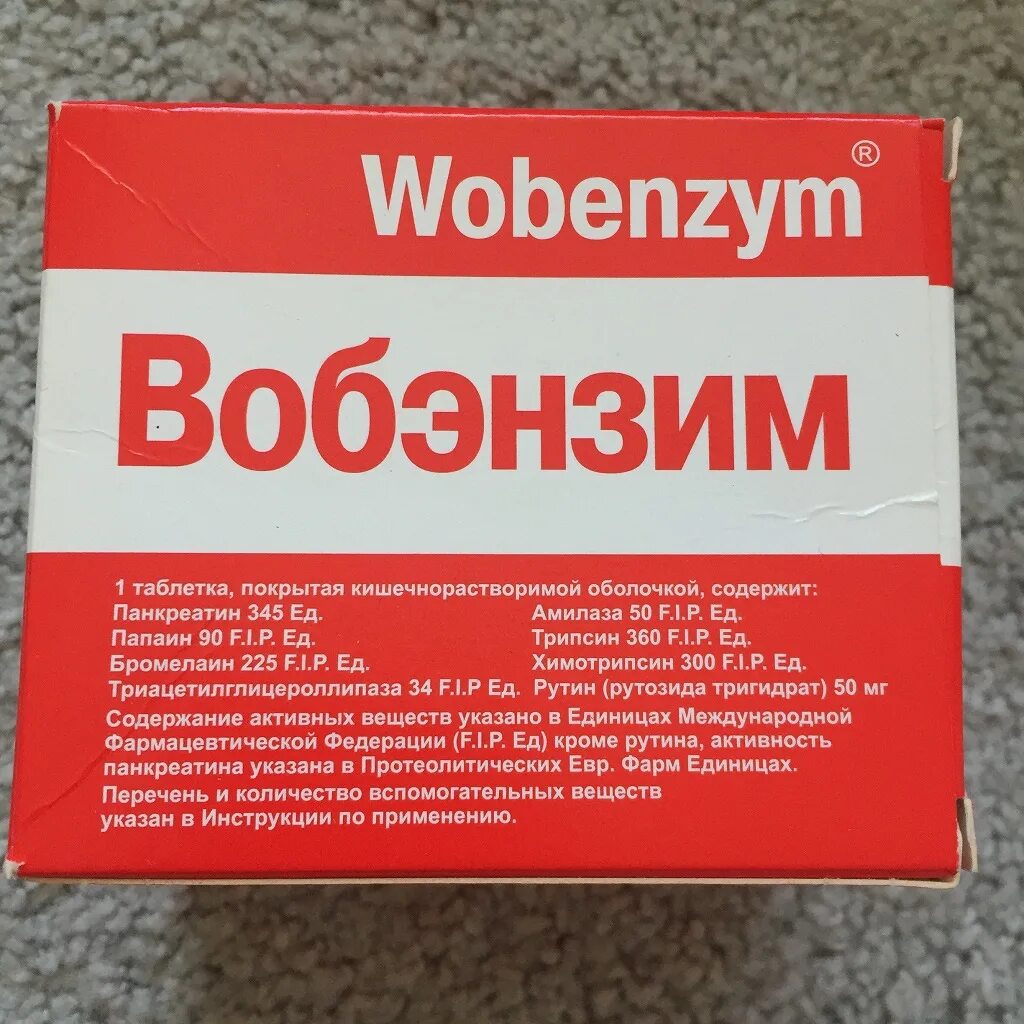 Wobenzym®
Вобэнзим
1 таблетка, покрытая кишечнорастворимой оболочкой, содержит:
Панкреатин 345 Ед. Амилаза 50 F.I.P. Ед.
Папаин 90 F.I.P. Ед. Трипсин 360 F.I.P. Ед.
Бромелаин 225 F.I.P. Ед. Химотрипсин 300 F.I.P. Ед.
Триацетилглицероллипаза 34 F.I.P Ед. Рутин (рутозида тригидрат) 50 мг
Содержание активных веществ указано в Единицах Международной
Фармацевтической Федерации (F.I.P. Ед) кроме рутина, активность
панкреатина указана в Протеолитических Евр. Фарм Единицах.
Перечень и количество вспомогательных веществ
указан в Инструкции по применению.